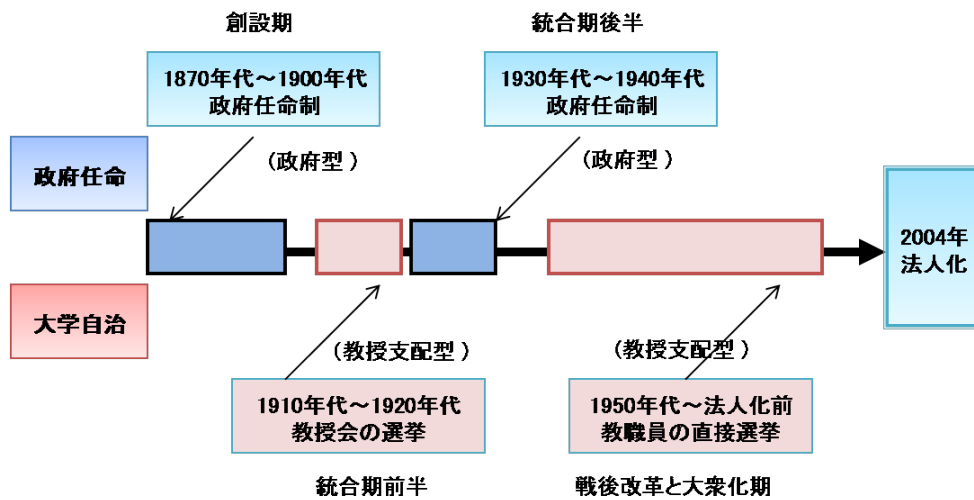 創設期
統合期後半
1870年代～1900年代
政府任命制
1930年代～1940年代
政府任命制
（政府型 ）
（政府型 ）
政府任命
2004年
法人化
大学自治
（教授支配型 ）
（教授支配型 ）
1910年代～1920年代
教授会の選挙
1950年代～法人化前
教職員の直接選挙
統合期前半
戦後改革と大衆化期